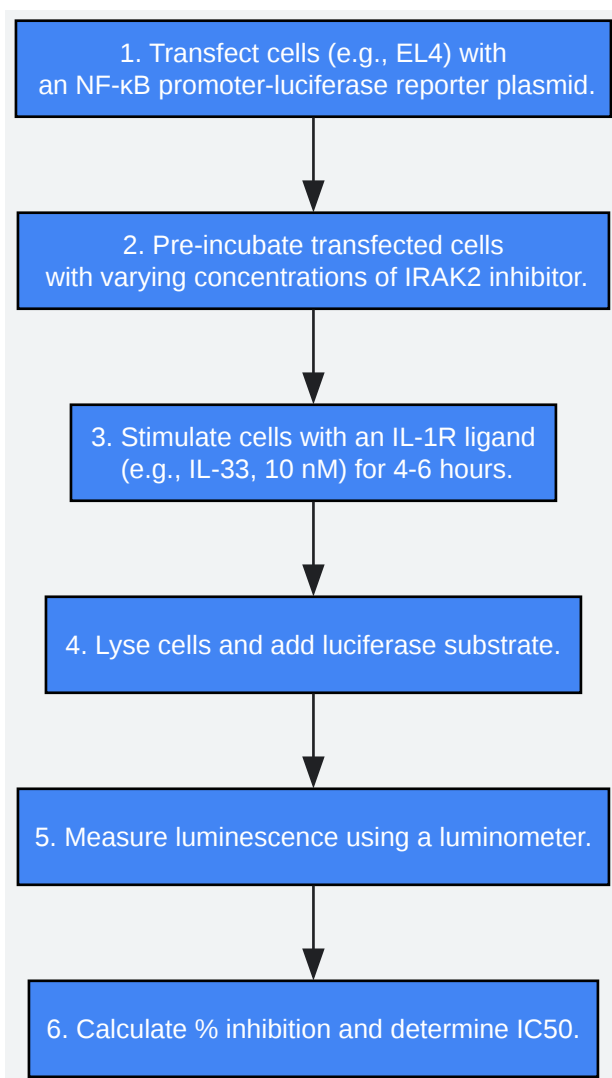 1. Transfect cells (e.g., EL4) with
an NF-κB promoter-luciferase reporter plasmid.
2. Pre-incubate transfected cells
with varying concentrations of IRAK2 inhibitor.
3. Stimulate cells with an IL-1R ligand
(e.g., IL-33, 10 nM) for 4-6 hours.
4. Lyse cells and add luciferase substrate.
5. Measure luminescence using a luminometer.
6. Calculate % inhibition and determine IC50.